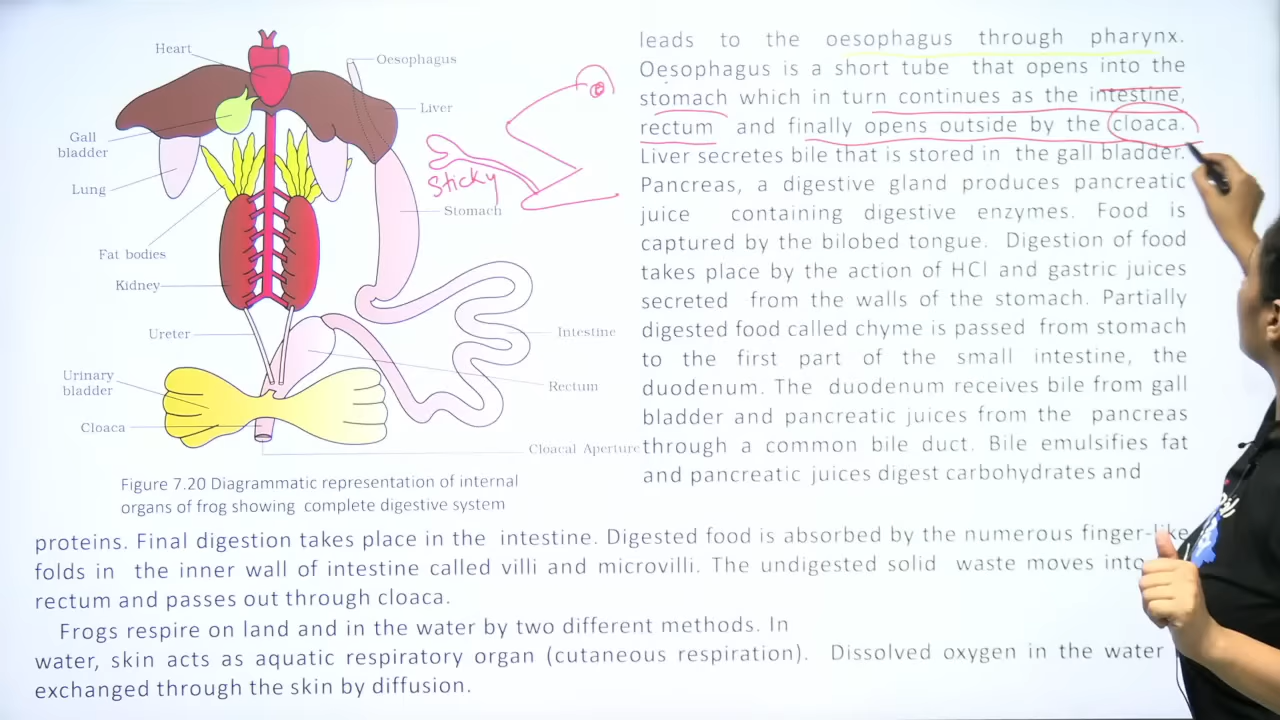 Heart
Oesophagus
Liver
Gall
bladder
Lung
Sticky
Stomach
Fat bodies
Kidney
Ureter
Intestine
Urinary
bladder
Rectum
Cloaca
Cloacal Aperture
Figure 7.20 Diagrammatic representation of internal
organs of frog showing complete digestive system
leads to the oesophagus through pharynx.
Oesophagus is a short tube that opens into the
stomach which in turn continues as the intestine,
rectum and finally opens outside by the cloaca.
Liver secretes bile that is stored in the gall bladder.
Pancreas, a digestive gland produces pancreatic
juice containing digestive enzymes. Food is
captured by the bilobed tongue. Digestion of food
takes place by the action of HCl and gastric juices
secreted from the walls of the stomach. Partially
digested food called chyme is passed from stomach
to the first part of the small intestine, the
duodenum. The duodenum receives bile from gall
bladder and pancreatic juices from the pancreas
through a common bile duct. Bile emulsifies fat
and pancreatic juices digest carbohydrates and
proteins. Final digestion takes place in the intestine. Digested food is absorbed by the numerous finger-like
folds in the inner wall of intestine called villi and microvilli. The undigested solid waste moves into
rectum and passes out through cloaca.
Frogs respire on land and in the water by two different methods. In
water, skin acts as aquatic respiratory organ (cutaneous respiration). Dissolved oxygen in the water
exchanged through the skin by diffusion.